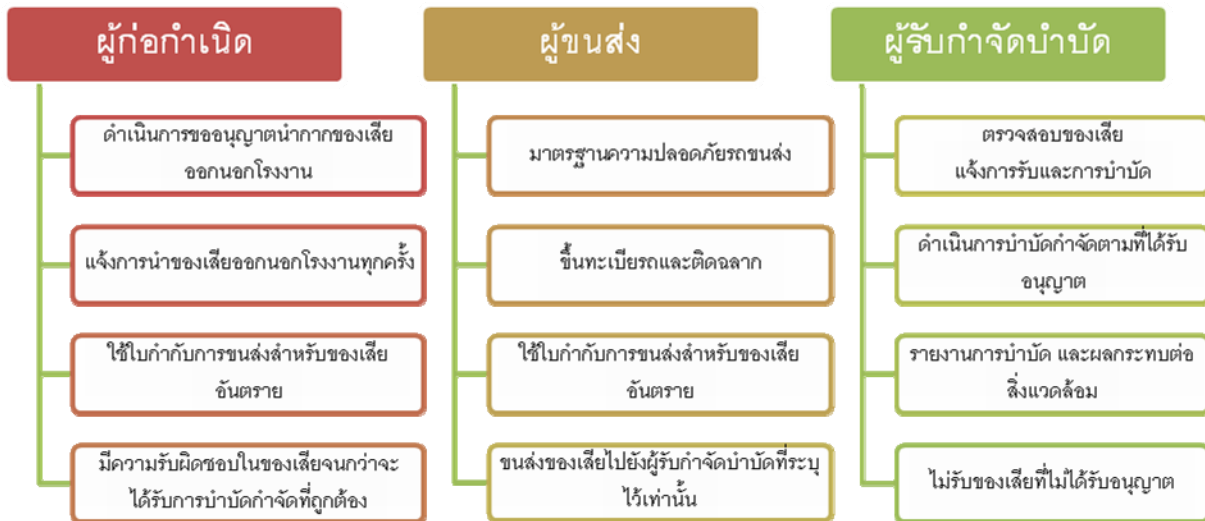 ผู้ก่อกำเนิด
ดำเนินการขออนุญาตนำกากของเสีย
ออกนอกโรงงาน
แจ้งการนำของเสียออกนอกโรงงานทุกครั้ง
ใช้ใบกำกับการขนส่งสำหรับของเสีย
อันตราย
มีความรับผิดชอบในของเสียจนกว่าจะ
ได้รับการบำบัดกำจัดที่ถูกต้อง
ผู้ขนส่ง
มาตรฐานความปลอดภัยรถขนส่ง
ขึ้นทะเบียรถและติดฉลาก
ใช้ใบกำกับการขนส่งสำหรับของเสีย
อันตราย
ขนส่งของเสียไปยังผู้รับกำจัดบำบัดที่ระบุ
ไว้เท่านั้น
ผู้รับกำจัดบำบัด
ตรวจสอบของเสีย
แจ้งการรับและการบำบัด
ดำเนินการบำบัดกำจัดตามที่ได้รับ
อนุญาต
รายงานการบำบัด และผลกระทบต่อ
สิ่งแวดล้อม
ไม่รับของเสียที่ไม่ได้รับอนุญาต